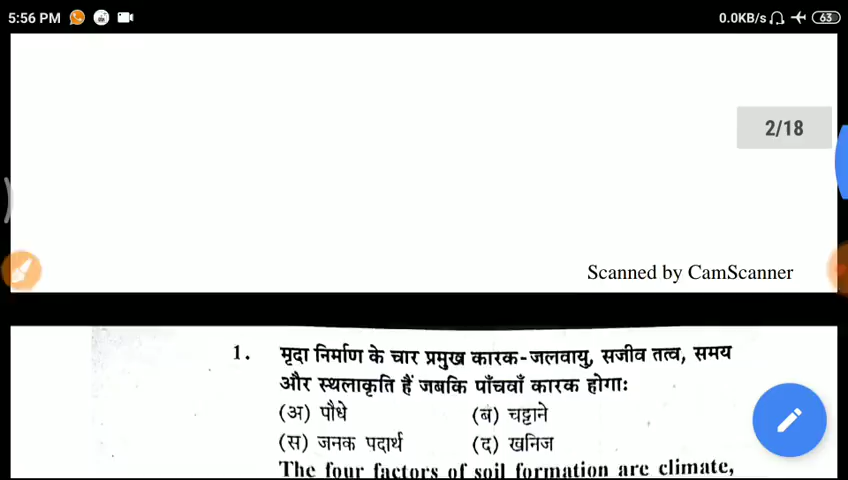 5:56 PM
0.0KB/s
63
2/18
Scanned by CamScanner
1. मृदा निर्माण के चार प्रमुख कारक-जलवायु, सजीव तत्व, समय
और स्थलाकृति हैं जबकि पाँचवाँ कारक होगाः
(अ) पौधे (ब) चट्टाने
(स) जनक पदार्थ (द) खनिज
The four factors of soil formation are climate,